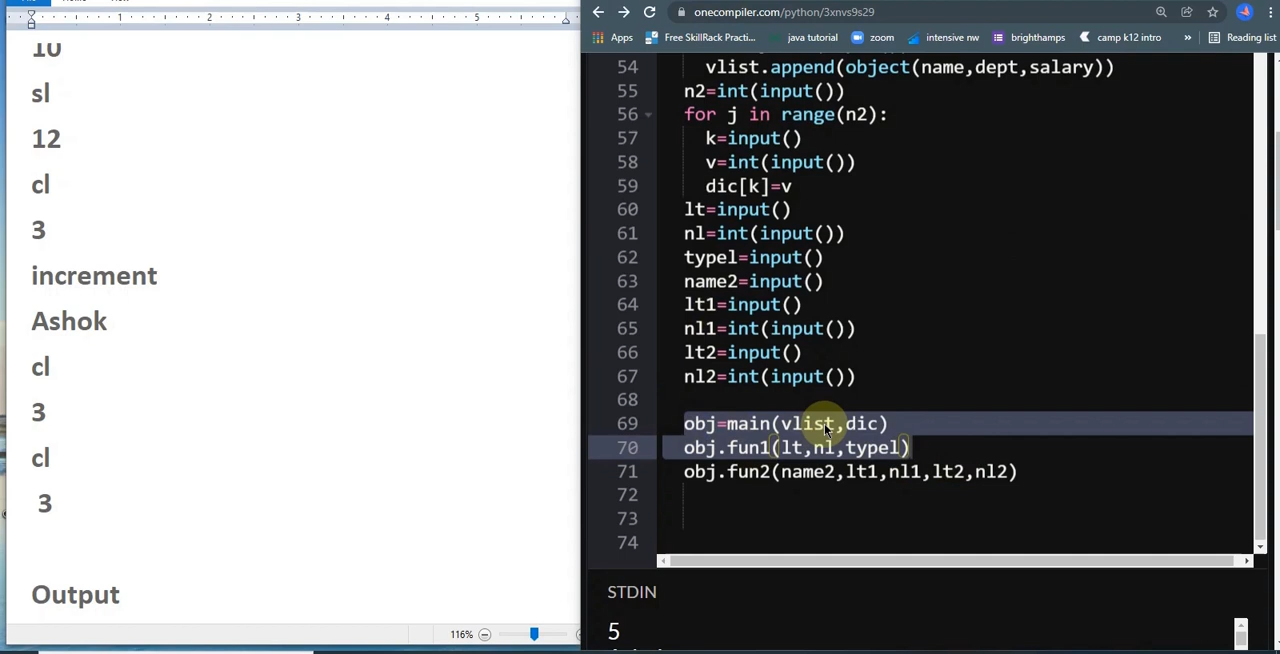 1 2 3 4 5
10
sl
12
cl
3
increment
Ashok
cl
3
cl
3
Output
116%
onecompiler.com/python/3xnvs9s29
Apps Free SkillRack Practi... java tutorial zoom intensive nw brighthamps camp k12 intro » Reading list
54 vlist.append(object(name,dept,salary))
55 n2=int(input())
56 for j in range(n2):
57 k=input()
58 v=int(input())
59 dic[k]=v
60 lt=input()
61 nl=int(input())
62 typel=input()
63 name2=input()
64 lt1=input()
65 nl1=int(input())
66 lt2=input()
67 nl2=int(input())
68
69 obj=main(vlist,dic)
70 obj.fun1(lt,nl,typel)
71 obj.fun2(name2,lt1,nl1,lt2,nl2)
72
73
74
STDIN
5